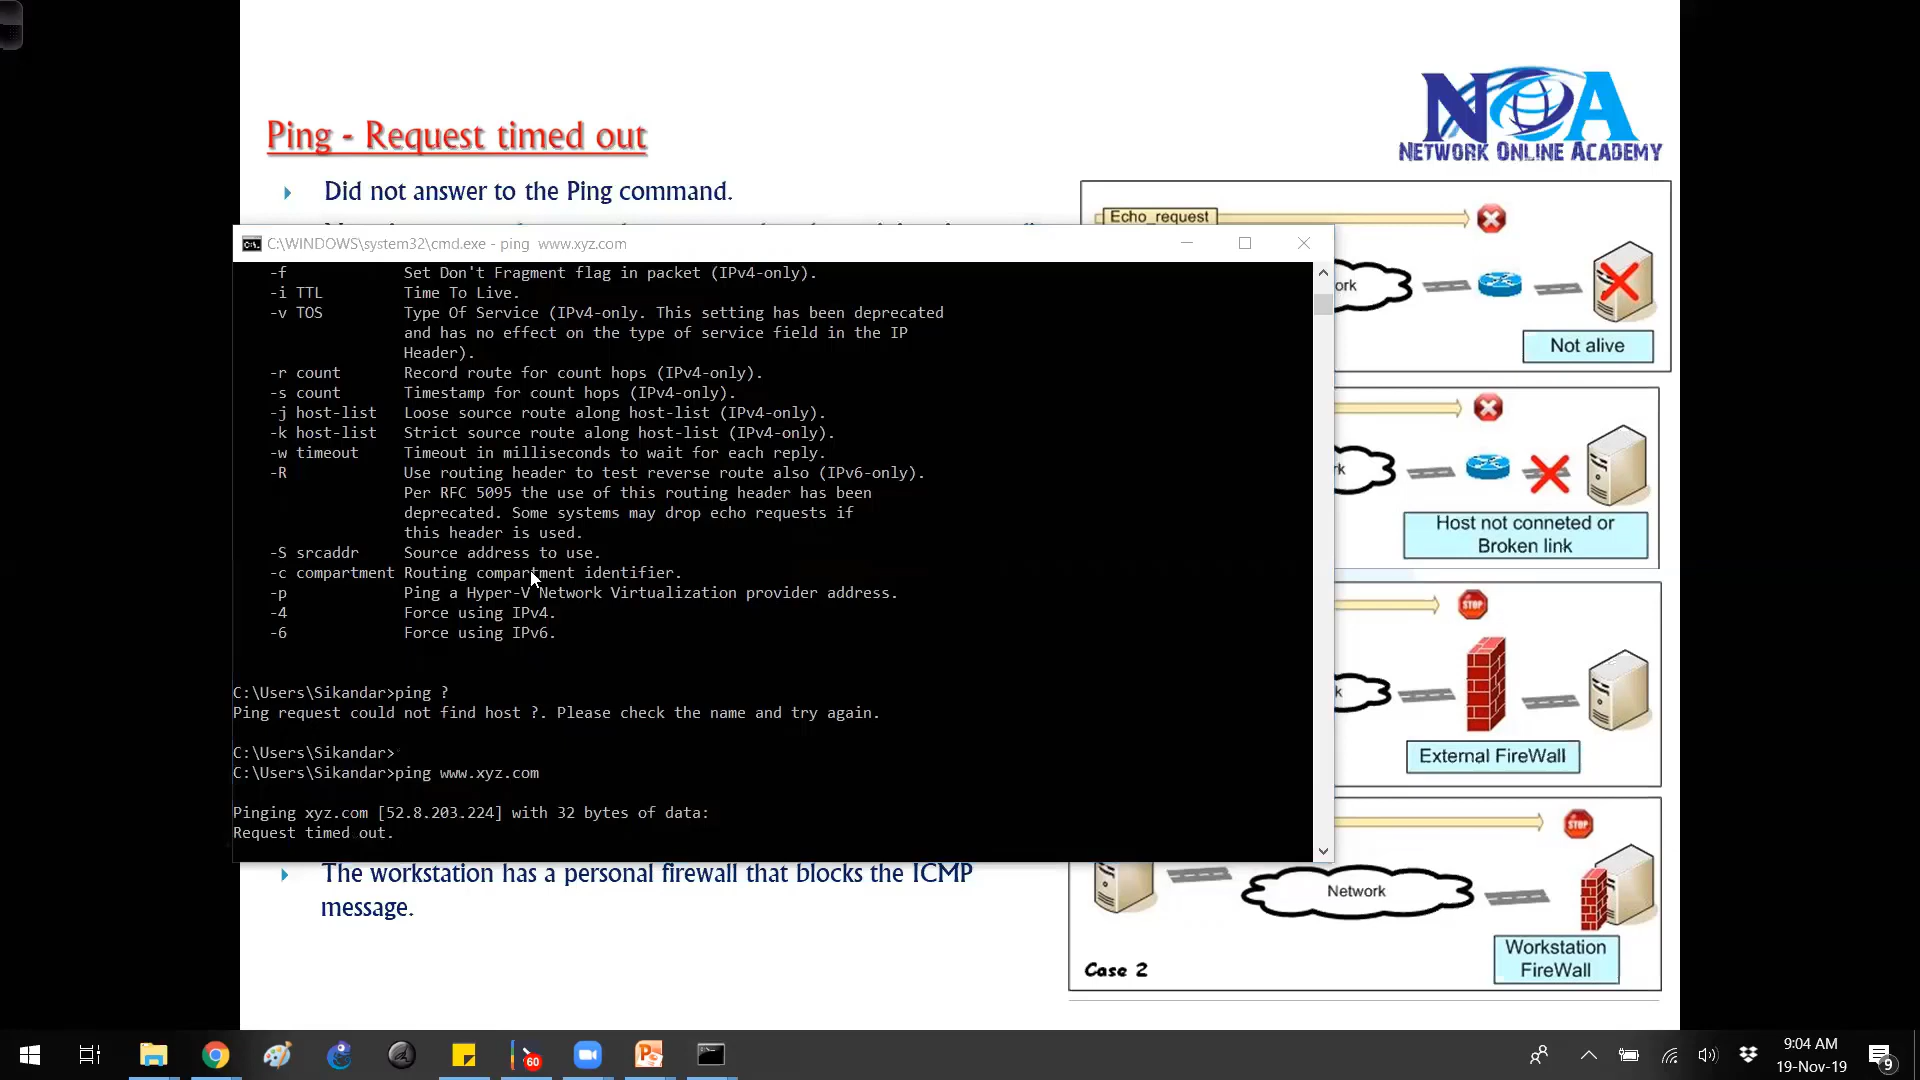 NOA
NETWORK ONLINE ACADEMY
Ping - Request timed out
Did not answer to the Ping command.
C:\WINDOWS\system32\cmd.exe - ping www.xyz.com
-f Set Don't Fragment flag in packet (IPv4-only).
-i TTL Time To Live.
-v TOS Type Of Service (IPv4-only. This setting has been deprecated
and has no effect on the type of service field in the IP
Header).
-r count Record route for count hops (IPv4-only).
-s count Timestamp for count hops (IPv4-only).
-j host-list Loose source route along host-list (IPv4-only).
-k host-list Strict source route along host-list (IPv4-only).
-w timeout Timeout in milliseconds to wait for each reply.
-R Use routing header to test reverse route also (IPv6-only).
Per RFC 5095 the use of this routing header has been
deprecated. Some systems may drop echo requests if
this header is used.
-S srcaddr Source address to use.
-c compartment Routing compartment identifier.
-p Ping a Hyper-V Network Virtualization provider address.
-4 Force using IPv4.
-6 Force using IPv6.
C:\Users\Sikandar>ping ?
Ping request could not find host ?. Please check the name and try again.
C:\Users\Sikandar>
C:\Users\Sikandar>ping www.xyz.com
Pinging xyz.com [52.8.203.224] with 32 bytes of data:
Request timed out.
The workstation has a personal firewall that blocks the ICMP
message.
Echo_request
ork
Not alive
rk
Host not conneted or
Broken link
k
STOP
External FireWall
STOP
Network
Workstation
FireWall
Case 2
60
9:04 AM
19-Nov-19
9